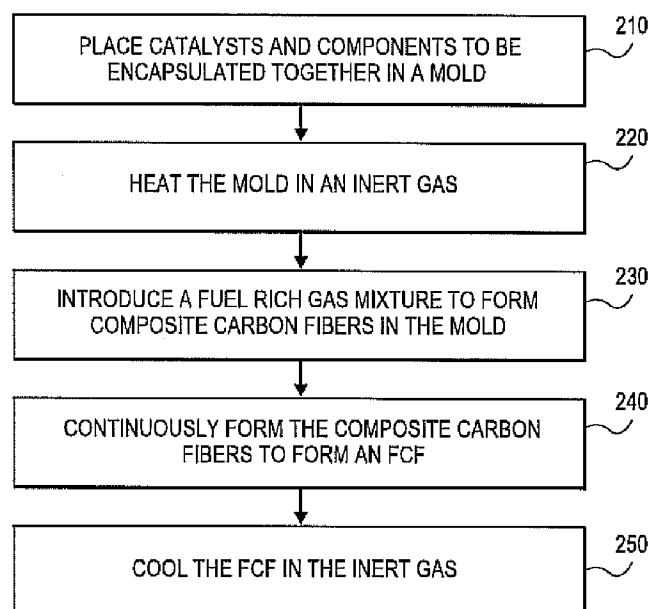 210
PLACE CATALYSTS AND COMPONENTS TO BE
ENCAPSULATED TOGETHER IN A MOLD
220
HEAT THE MOLD IN AN INERT GAS
230
INTRODUCE A FUEL RICH GAS MIXTURE TO FORM
COMPOSITE CARBON FIBERS IN THE MOLD
240
CONTINUOUSLY FORM THE COMPOSITE CARBON
FIBERS TO FORM AN FCF
250
COOL THE FCF IN THE INERT GAS